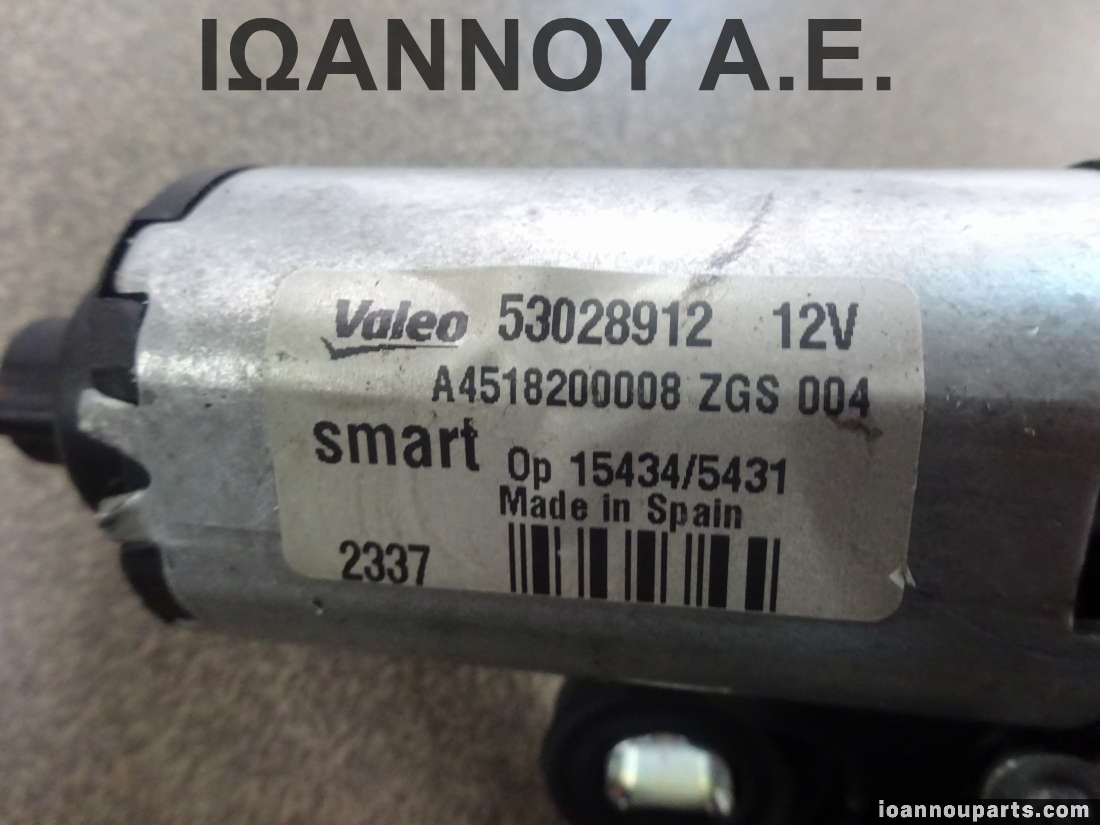 ΙΩΑΝΝΟΥ Α.Ε.
Valeo 53028912 12V
A4518200008 ZGS 004
smart Op 15434/5431
Made in Spain
2337
ioannouparts.com